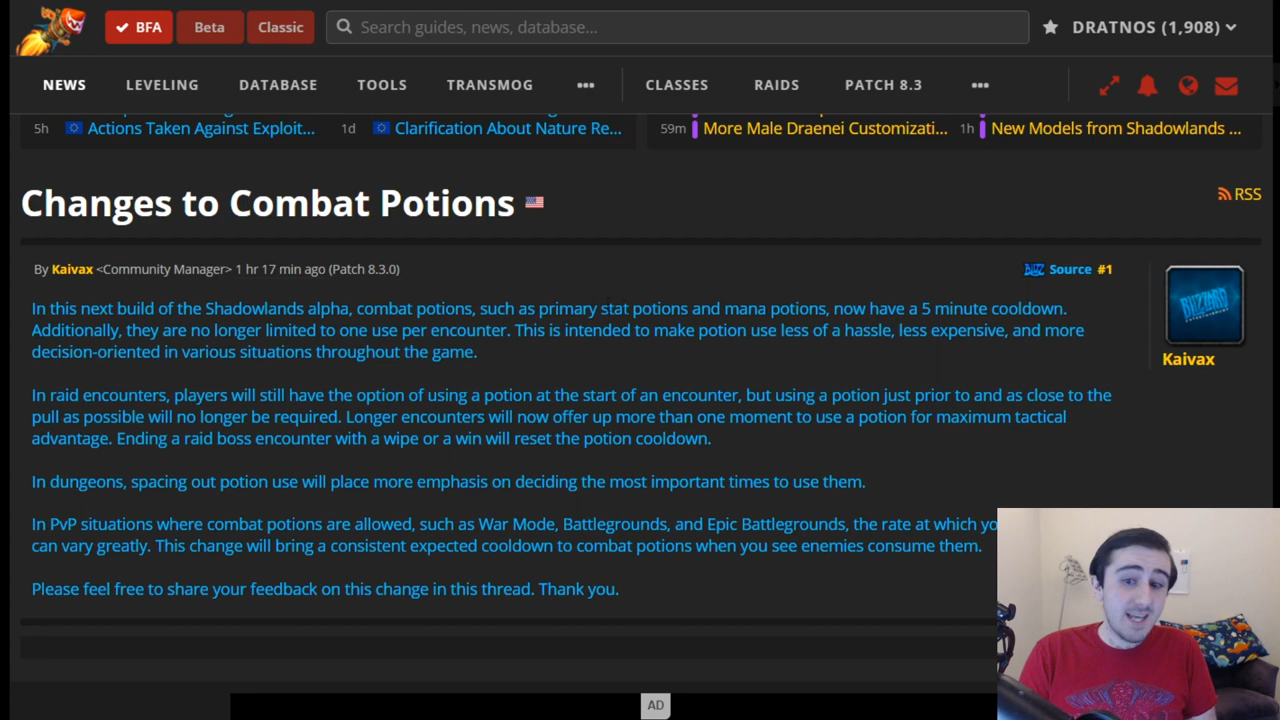 BFA Beta Classic Search guides, news, database... DRATNOS (1,908)
NEWS LEVELING DATABASE TOOLS TRANSMOG ... CLASSES RAIDS PATCH 8.3 ...
5h Actions Taken Against Exploit... 1d Clarification About Nature Re... 59m More Male Draenei Customizati... 1h New Models from Shadowlands ...
Changes to Combat Potions
RSS
By Kaivax <Community Manager> 1 hr 17 min ago (Patch 8.3.0) BLIZ Source #1
In this next build of the Shadowlands alpha, combat potions, such as primary stat potions and mana potions, now have a 5 minute cooldown.
Additionally, they are no longer limited to one use per encounter. This is intended to make potion use less of a hassle, less expensive, and more
decision-oriented in various situations throughout the game.
BLIZZARD
ENTERTAINMENT
Kaivax
In raid encounters, players will still have the option of using a potion at the start of an encounter, but using a potion just prior to and as close to the
pull as possible will no longer be required. Longer encounters will now offer up more than one moment to use a potion for maximum tactical
advantage. Ending a raid boss encounter with a wipe or a win will reset the potion cooldown.
In dungeons, spacing out potion use will place more emphasis on deciding the most important times to use them.
In PvP situations where combat potions are allowed, such as War Mode, Battlegrounds, and Epic Battlegrounds, the rate at which
can vary greatly. This change will bring a consistent expected cooldown to combat potions when you see enemies consume them.
Please feel free to share your feedback on this change in this thread. Thank you.
AD